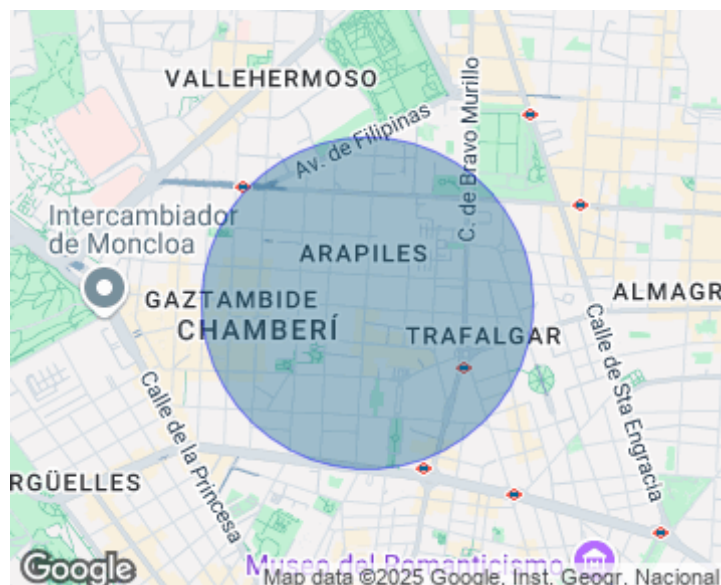 VALLEHERMOSO
Av. de Filipinas
C. de Bravo Murillo
Intercambiador
de Moncloa
ARAPILES
GAZTAMBIDE
CHAMBERÍ
TRAFALGAR
ALMAGR
Calle de Sta Engracia
Calle de la Princesa
RGÜELLES
Museo del Romanticismo
Google
Map data ©2025 Google, Inst. Geogr. Nacional